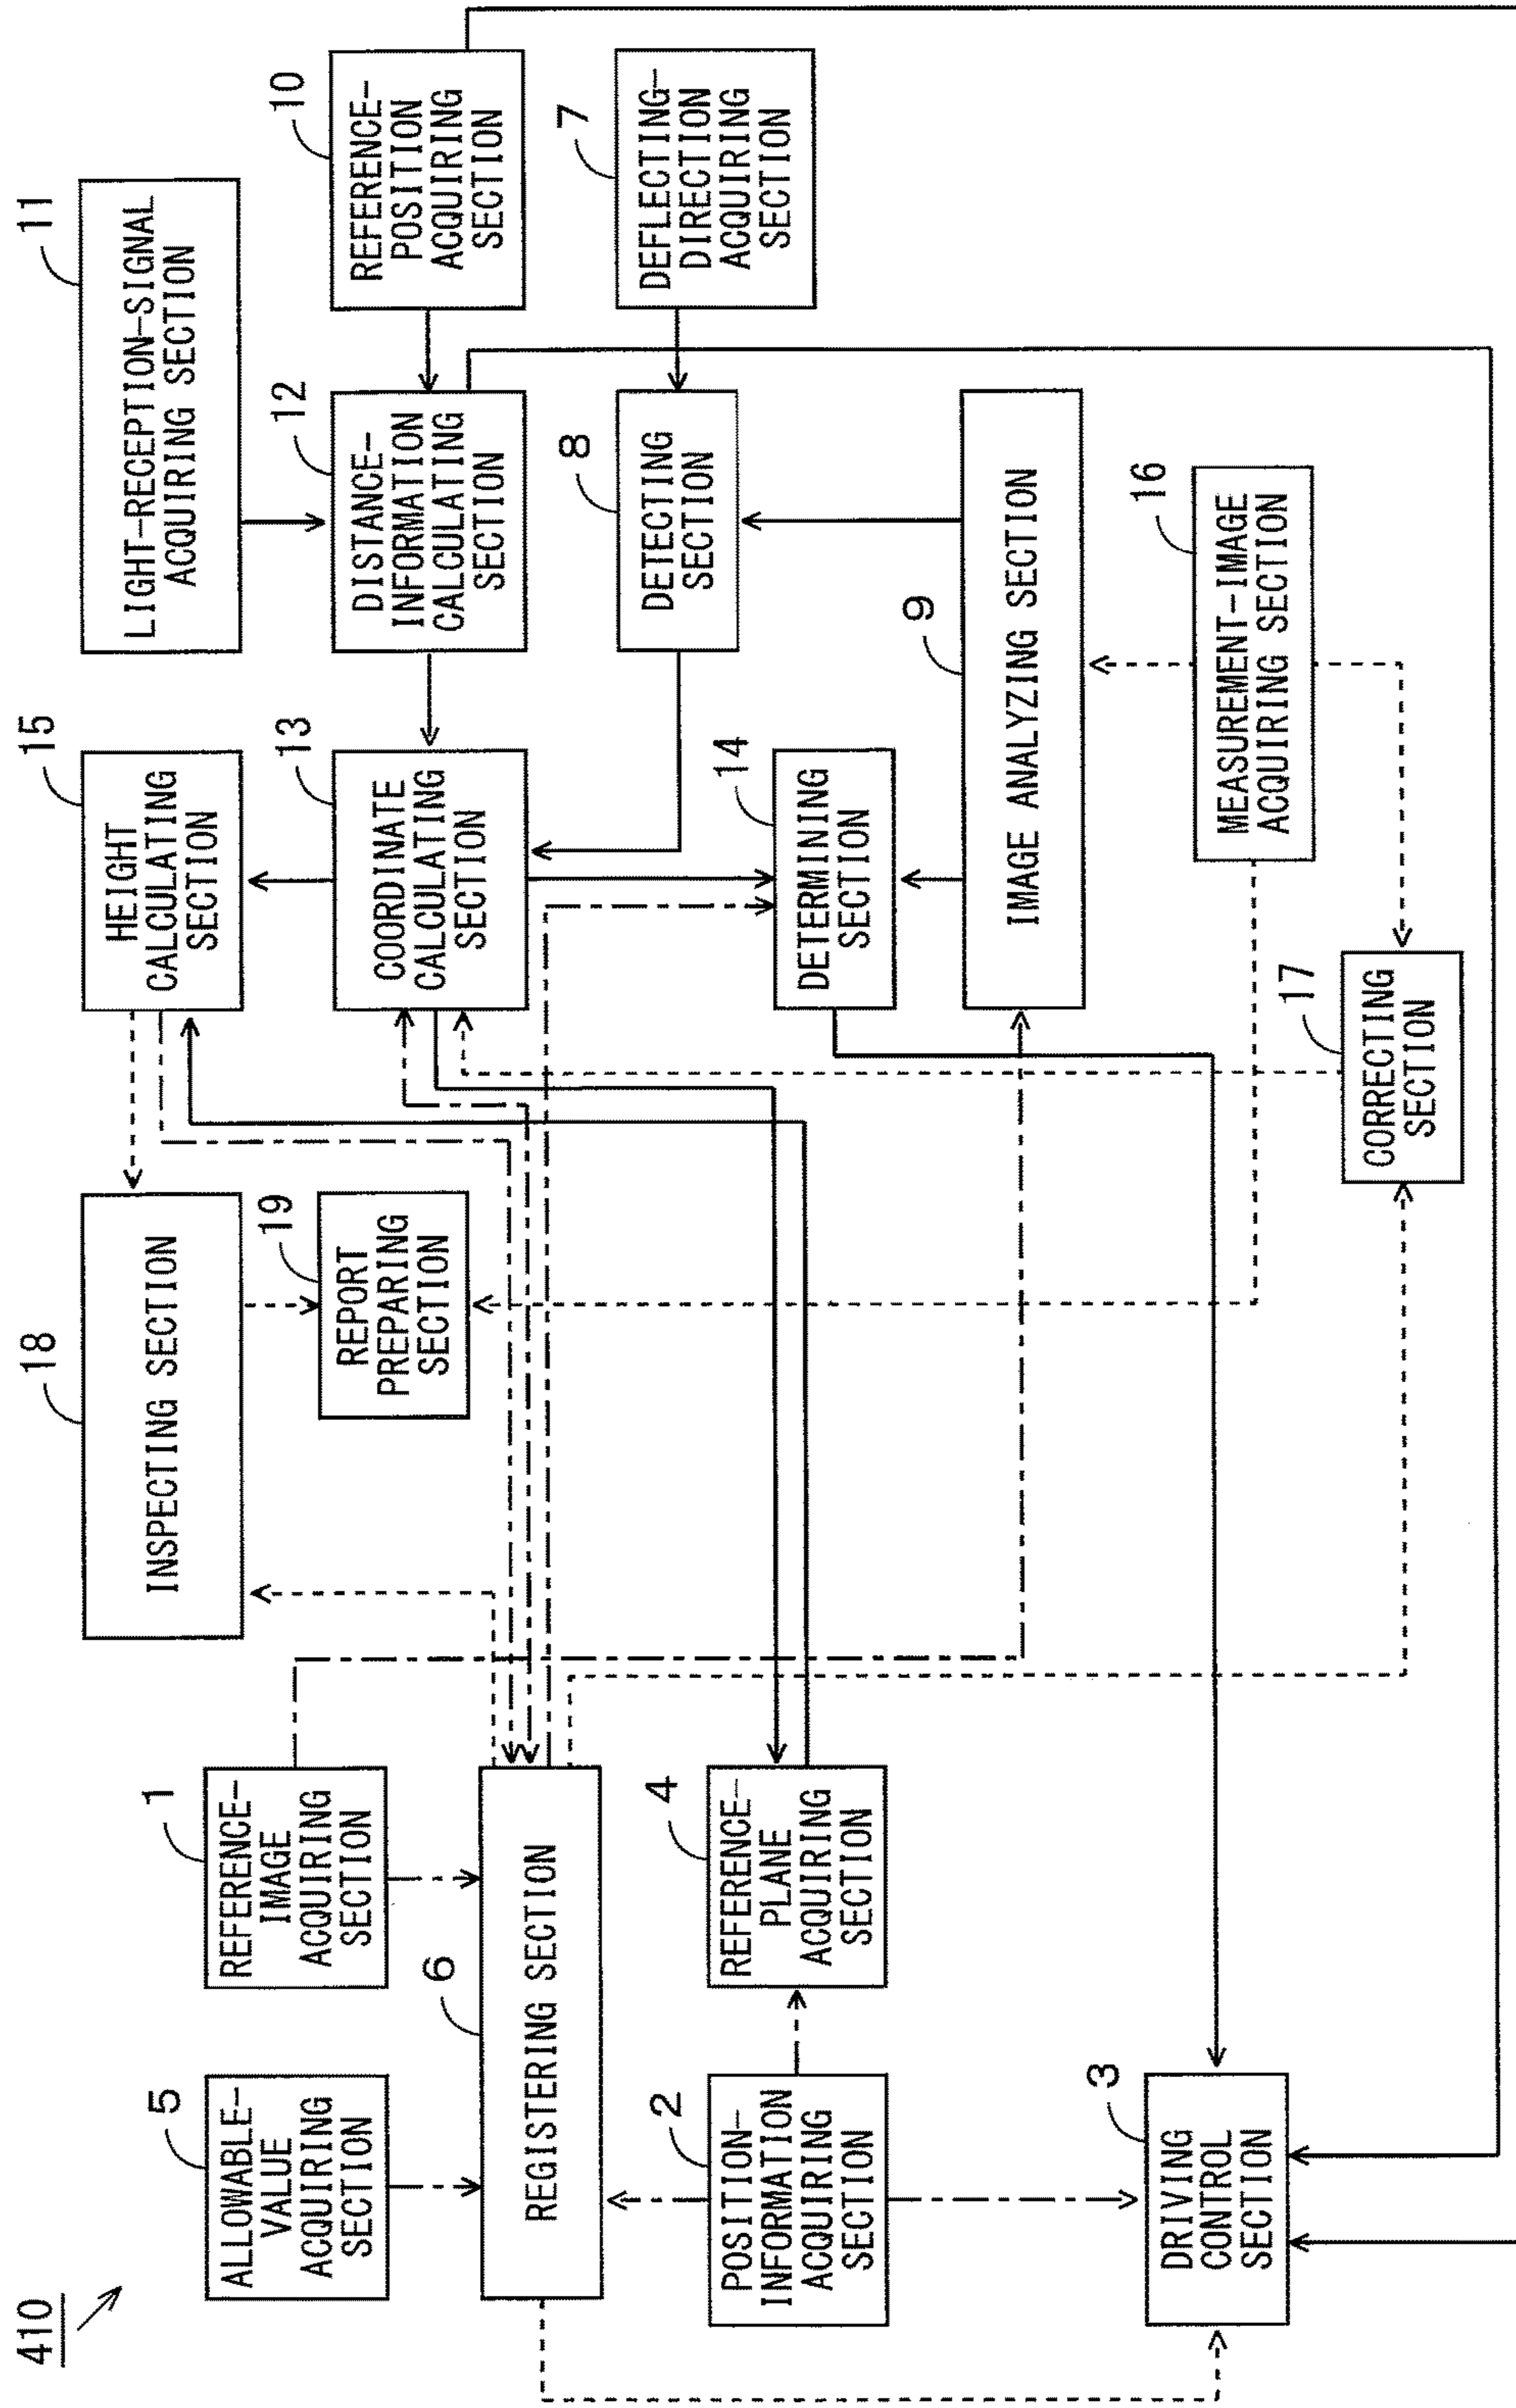 410
5
ALLOWABLE-
VALUE
ACQUIRING
SECTION
1
REFERENCE-
IMAGE
ACQUIRING
SECTION
18
INSPECTING SECTION
15
HEIGHT
CALCULATING
SECTION
11
LIGHT-RECEPTION-SIGNAL
ACQUIRING SECTION
19
REPORT
PREPARING
SECTION
13
COORDINATE
CALCULATING
SECTION
12
DISTANCE-
INFORMATION
CALCULATING
SECTION
10
REFERENCE-
POSITION
ACQUIRING
SECTION
6
REGISTERING SECTION
8
DETECTING
SECTION
7
DEFLECTING-
DIRECTION
ACQUIRING
SECTION
2
POSITION-
INFORMATION
ACQUIRING
SECTION
4
REFERENCE-
PLANE
ACQUIRING
SECTION
14
DETERMINING
SECTION
9
IMAGE ANALYZING SECTION
3
DRIVING
CONTROL
SECTION
16
MEASUREMENT-IMAGE
ACQUIRING SECTION
17
CORRECTING
SECTION